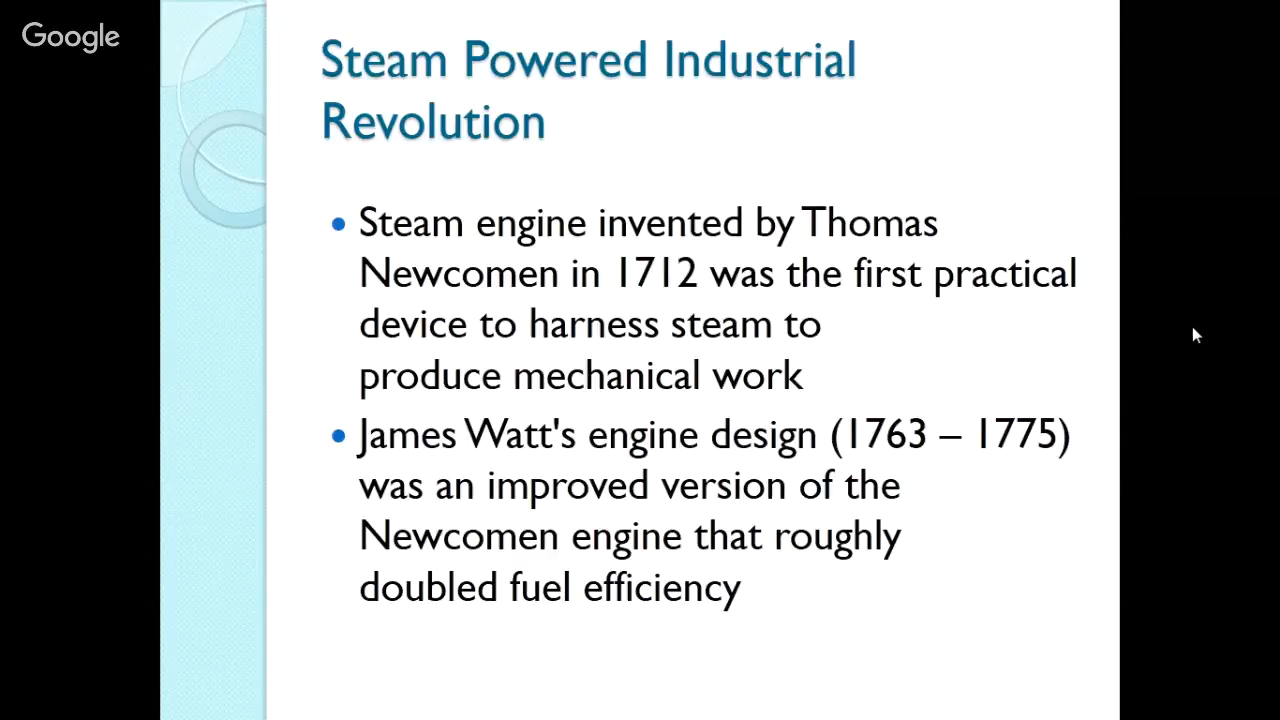 Google
Steam Powered Industrial
Revolution
• Steam engine invented by Thomas
Newcomen in 1712 was the first practical
device to harness steam to
produce mechanical work
• James Watt's engine design (1763 – 1775)
was an improved version of the
Newcomen engine that roughly
doubled fuel efficiency